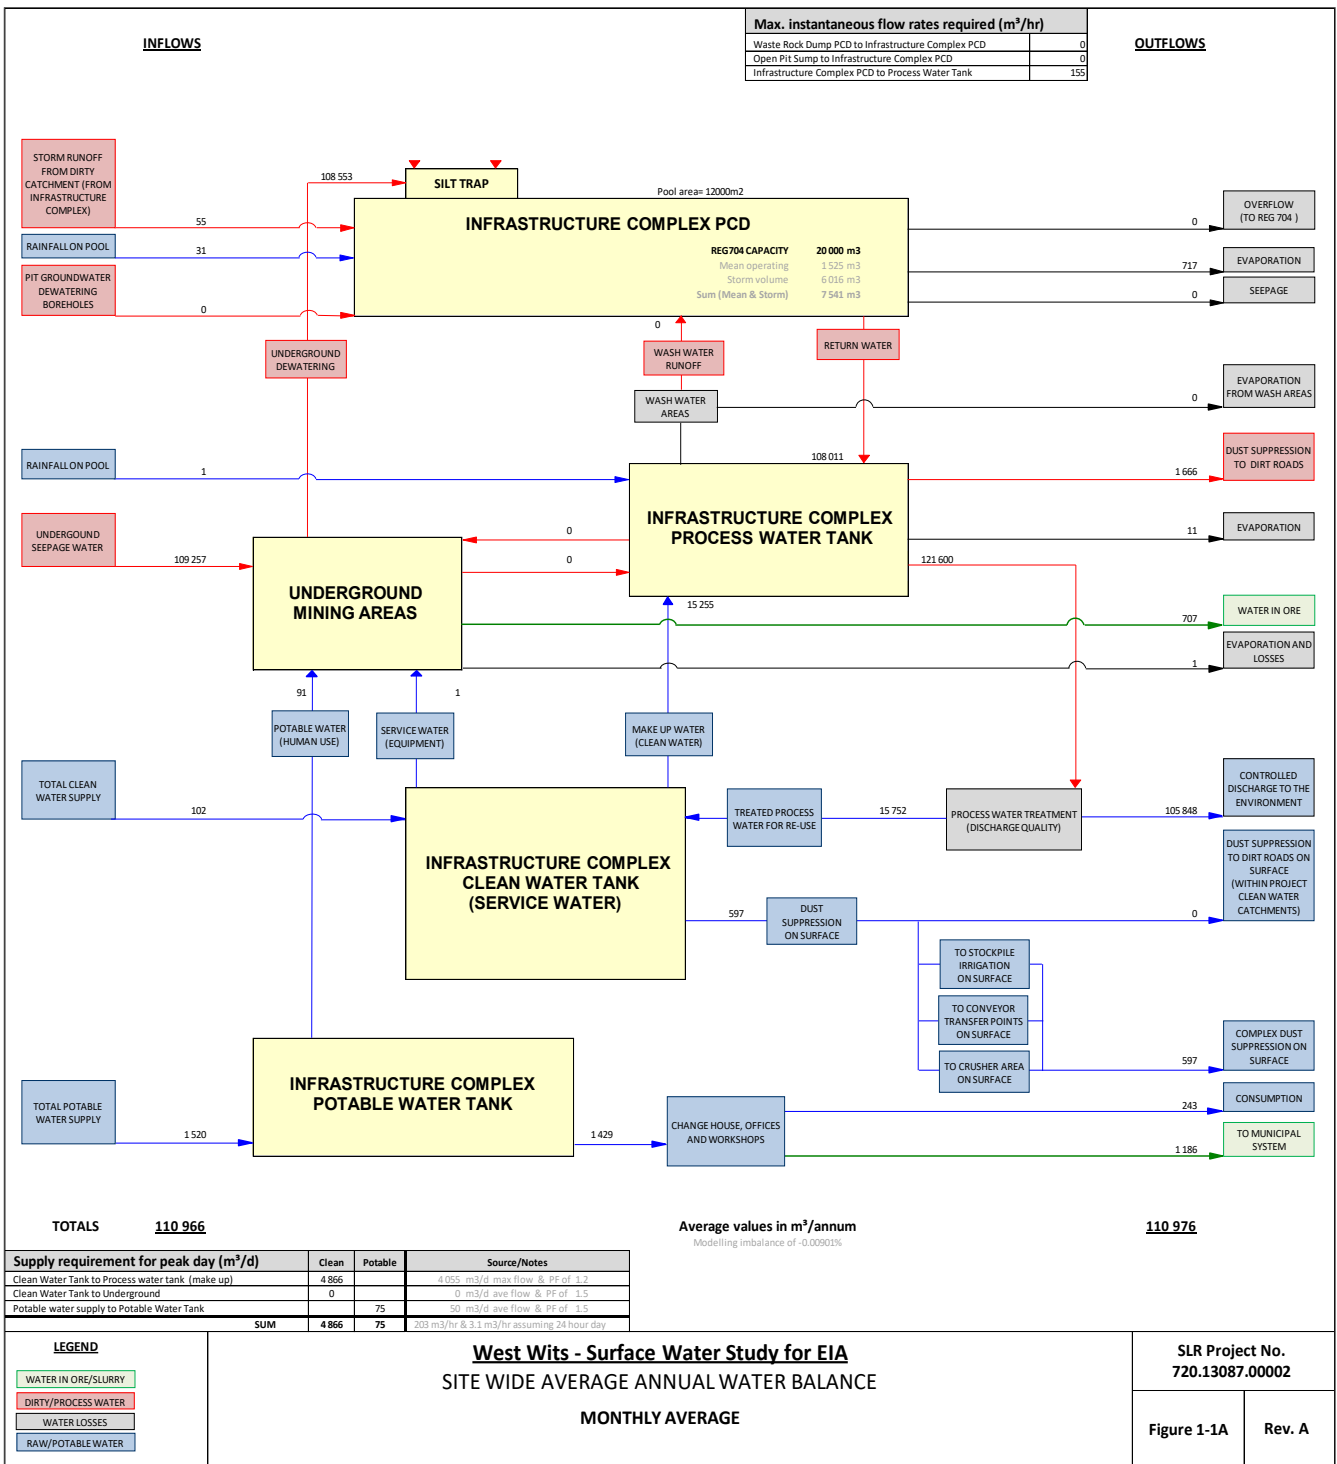 INFLOWS
Max. instantaneous flow rates required (m³/hr)
Waste Rock Dump PCD to Infrastructure Complex PCD 0
Open Pit Sump to Infrastructure Complex PCD 0
Infrastructure Complex PCD to Process Water Tank 155
OUTFLOWS
STORM RUNOFF
FROM DIRTY
CATCHMENT (FROM
INFRASTRUCTURE
COMPLEX)
55
RAINFALL ON POOL
31
PIT GROUNDWATER
DEWATERING
BOREHOLES
0
108 553
SILT TRAP
Pool area= 12000m2
INFRASTRUCTURE COMPLEX PCD
REG704 CAPACITY 20 000 m3
Mean operating 1 525 m3
Storm volume 6 016 m3
Sum (Mean & Storm) 7 541 m3
0
OVERFLOW
(TO REG 704 )
717
EVAPORATION
0
SEEPAGE
UNDERGROUND
DEWATERING
0
WASH WATER
RUNOFF
RETURN WATER
WASH WATER
AREAS
0
EVAPORATION
FROM WASH AREAS
RAINFALL ON POOL
1
108 011
INFRASTRUCTURE COMPLEX
PROCESS WATER TANK
1 666
DUST SUPPRESSION
TO DIRT ROADS
UNDERGOUND
SEEPAGE WATER
109 257
0
0
11
EVAPORATION
121 600
UNDERGROUND
MINING AREAS
15 255
707
WATER IN ORE
1
EVAPORATION AND
LOSSES
91
1
POTABLE WATER
(HUMAN USE)
SERVICE WATER
(EQUIPMENT)
MAKE UP WATER
(CLEAN WATER)
TOTAL CLEAN
WATER SUPPLY
102
INFRASTRUCTURE COMPLEX
CLEAN WATER TANK
(SERVICE WATER)
TREATED PROCESS
WATER FOR RE-USE
15 752
PROCESS WATER TREATMENT
(DISCHARGE QUALITY)
105 848
CONTROLLED
DISCHARGE TO THE
ENVIRONMENT
597
DUST
SUPPRESSION
ON SURFACE
0
DUST SUPPRESSION
TO DIRT ROADS ON
SURFACE
(WITHIN PROJECT
CLEAN WATER
CATCHMENTS)
TO STOCKPILE
IRRIGATION
ON SURFACE
TO CONVEYOR
TRANSFER POINTS
ON SURFACE
TO CRUSHER AREA
ON SURFACE
597
COMPLEX DUST
SUPPRESSION ON
SURFACE
TOTAL POTABLE
WATER SUPPLY
1 520
INFRASTRUCTURE COMPLEX
POTABLE WATER TANK
1 429
CHANGE HOUSE, OFFICES
AND WORKSHOPS
243
CONSUMPTION
1 186
TO MUNICIPAL
SYSTEM
TOTALS 110 966
Average values in m³/annum
Modelling imbalance of -0.00901%
110 976
Supply requirement for peak day (m³/d) Clean Potable Source/Notes
Clean Water Tank to Process water tank (make up) 4 866 4 055 m3/d max flow & PF of 1.2
Clean Water Tank to Underground 0 0 m3/d ave flow & PF of 1.5
Potable water supply to Potable Water Tank 75 50 m3/d ave flow & PF of 1.5
SUM 4 866 75 203 m3/hr & 3.1 m3/hr assuming 24 hour day
LEGEND
WATER IN ORE/SLURRY
DIRTY/PROCESS WATER
WATER LOSSES
RAW/POTABLE WATER
West Wits - Surface Water Study for EIA
SITE WIDE AVERAGE ANNUAL WATER BALANCE
MONTHLY AVERAGE
SLR Project No.
720.13087.00002
Figure 1-1A
Rev. A